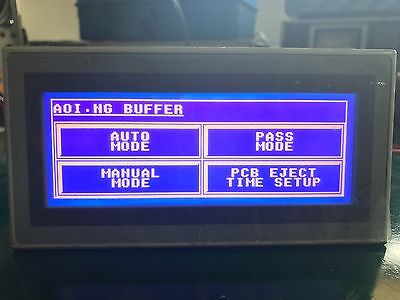 AOI.NG BUFFER
AUTO
MODE
PASS
MODE
MANUAL
MODE
PCB EJECT
TIME SETUP